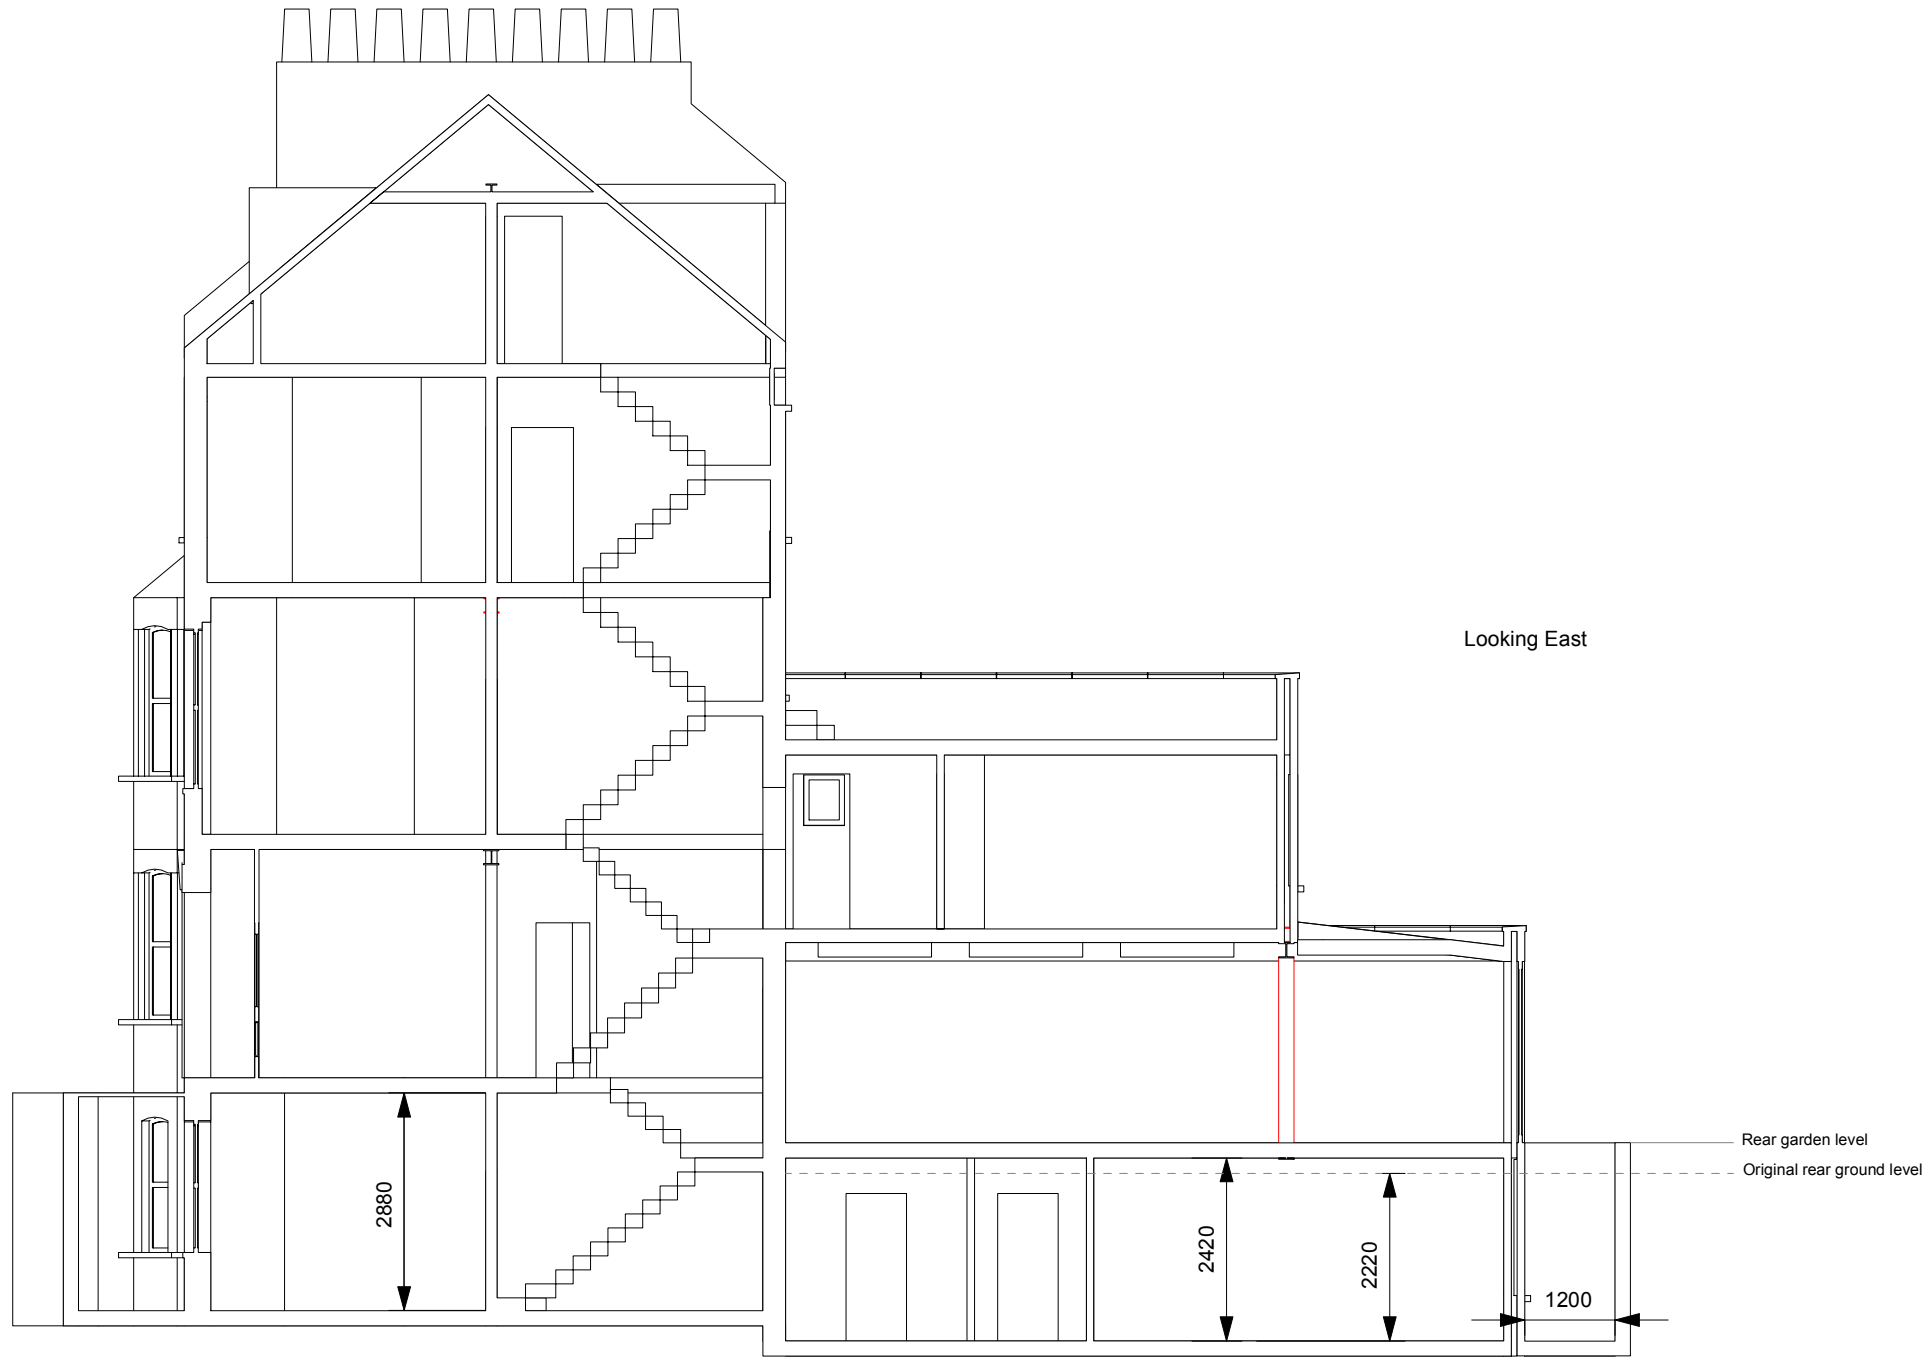 Looking East
Rear garden level
Original rear ground level
2880
2420
2220
1200